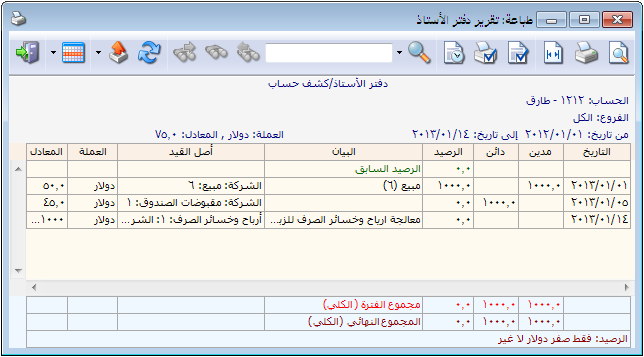 طباعة: تقرير دفتر الأستاذ
دفتر الأستاذ/كشف حساب
الحساب: ١٢١٢ - طارق
الفروع: الكل
من تاريخ: ٢٠١٢/٠١/٠١ إلى تاريخ: ٢٠١٣/٠١/١٤ العملة: دولار , المعادل: ٧٥,٠
التاريخ مدين دائن الرصيد البيان أصل القيد العملة المعادل
٠,٠ الرصيد السابق
٢٠١٣/٠١/٠١ ١٠٠٠,٠ ١٠٠٠,٠ مبيع (٦) الشركة: مبيع: ٦ دولار ٥٠,٠
٢٠١٣/٠١/٠٥ ١٠٠٠,٠ ٠,٠ الشركة: مقبوضات الصندوق: ١ دولار ٤٥,٠
٢٠١٣/٠١/١٤ ٠,٠ معالجة ارباح وخسائر الصرف للزبـ... أرباح وخسائر الصرف: ١: الشر... دولار ١٠٠٠...
١٠٠٠,٠ ١٠٠٠,٠ ٠,٠ مجموع الفترة (الكلي)
١٠٠٠,٠ ١٠٠٠,٠ ٠,٠ المجموع النهائي (الكلي)
الرصيد: فقط صفر دولار لا غير